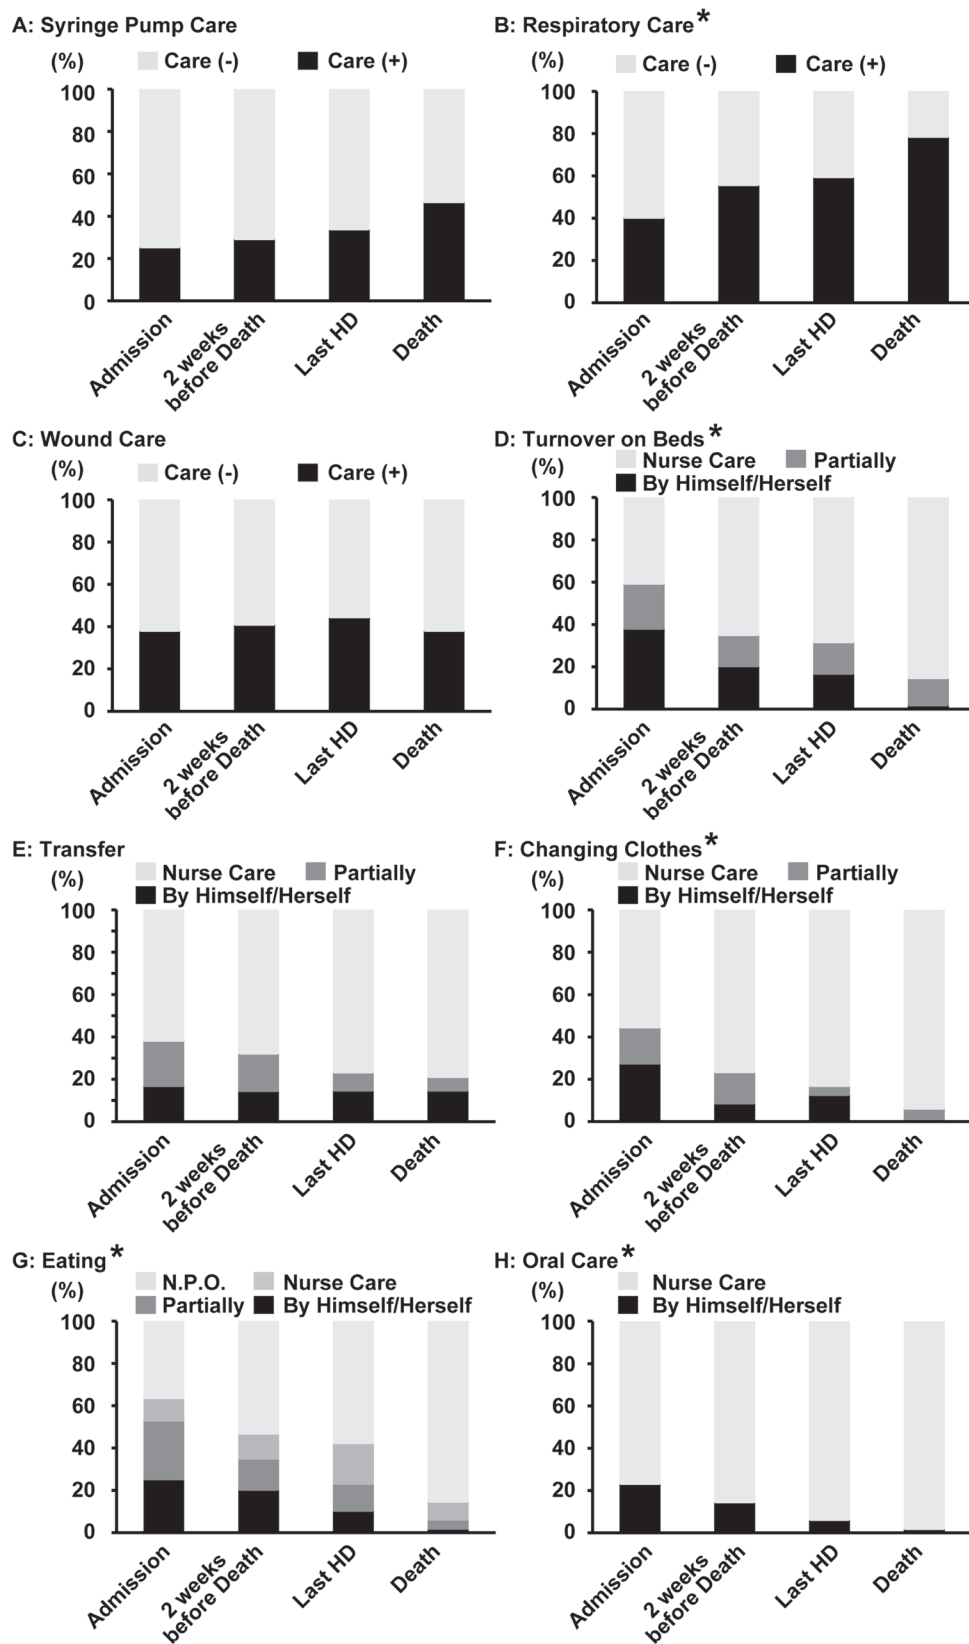 A: Syringe Pump Care
(%)
Care (-)
Care (+)
100
80
60
40
20
0
Admission
2 weeks
before Death
Last HD
Death
B: Respiratory Care*
(%)
Care (-)
Care (+)
100
80
60
40
20
0
Admission
2 weeks
before Death
Last HD
Death
C: Wound Care
(%)
Care (-)
Care (+)
100
80
60
40
20
0
Admission
2 weeks
before Death
Last HD
Death
D: Turnover on Beds*
(%)
Nurse Care
Partially
By Himself/Herself
100
80
60
40
20
0
Admission
2 weeks
before Death
Last HD
Death
E: Transfer
(%)
Nurse Care
Partially
By Himself/Herself
100
80
60
40
20
0
Admission
2 weeks
before Death
Last HD
Death
F: Changing Clothes*
(%)
Nurse Care
Partially
By Himself/Herself
100
80
60
40
20
0
Admission
2 weeks
before Death
Last HD
Death
G: Eating*
(%)
N.P.O.
Nurse Care
Partially
By Himself/Herself
100
80
60
40
20
0
Admission
2 weeks
before Death
Last HD
Death
H: Oral Care*
(%)
Nurse Care
By Himself/Herself
100
80
60
40
20
0
Admission
2 weeks
before Death
Last HD
Death